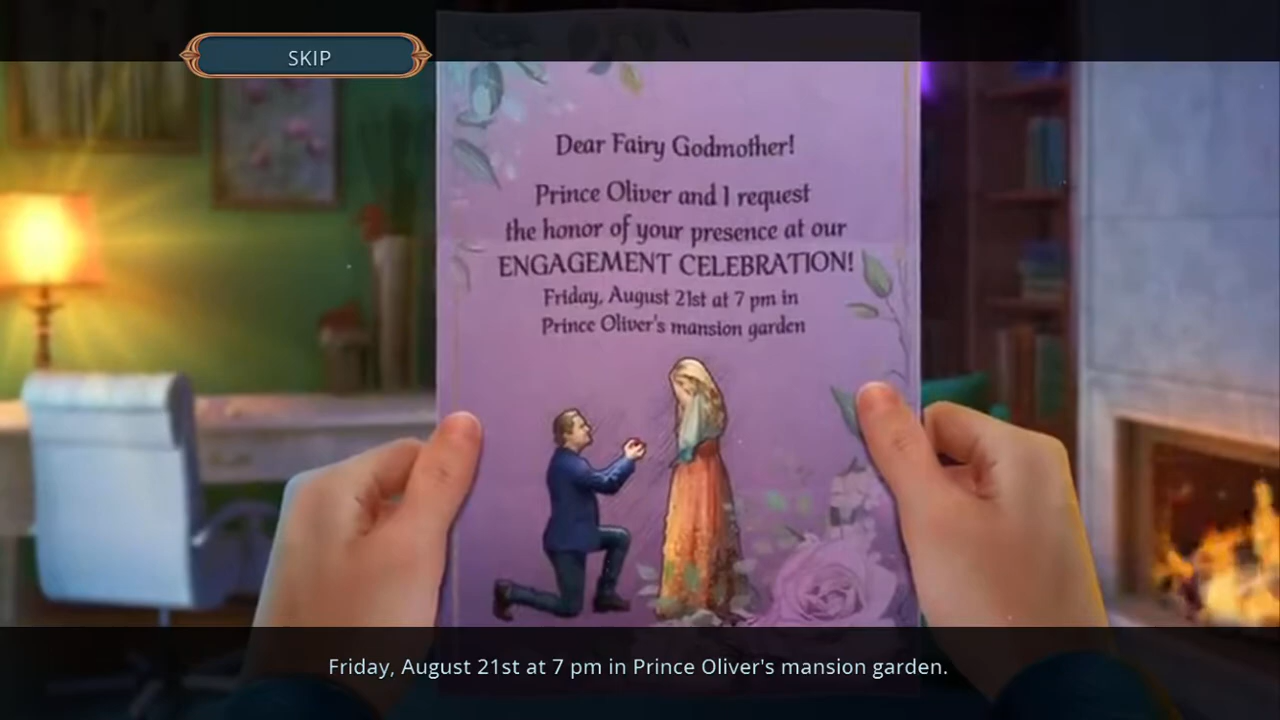 SKIP
Dear Fairy Godmother!
Prince Oliver and I request
the honor of your presence at our
ENGAGEMENT CELEBRATION!
Friday, August 21st at 7 pm in
Prince Oliver's mansion garden
Friday, August 21st at 7 pm in Prince Oliver's mansion garden.